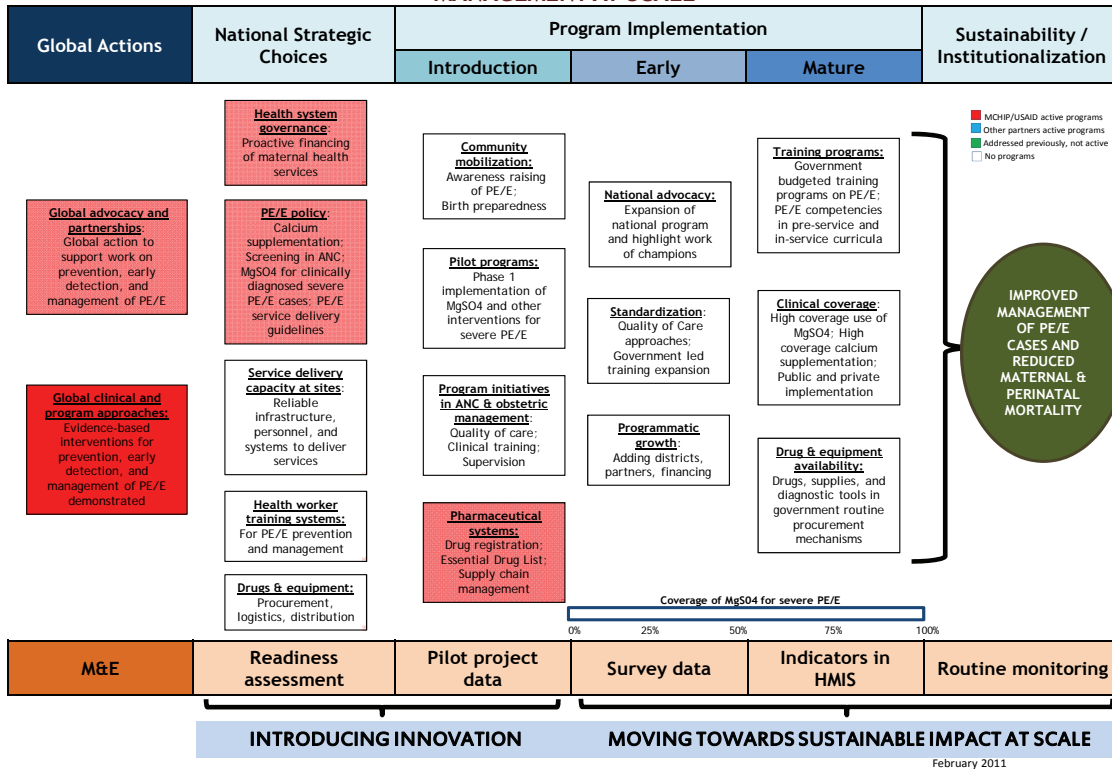 MANAGEMENT AT SCALE
Global Actions
National Strategic
Choices
Program Implementation
Introduction
Early
Mature
Sustainability /
Institutionalization
Global advocacy and
partnerships:
Global action to
support work on
prevention, early
detection, and
management of PE/E
Global clinical and
program approaches:
Evidence-based
interventions for
prevention, early
detection, and
management of PE/E
demonstrated
Health system
governance:
Proactive financing
of maternal health
services
PE/E policy:
Calcium
supplementation;
Screening in ANC;
MgSO4 for clinically
diagnosed severe
PE/E cases; PE/E
service delivery
guidelines
Service delivery
capacity at sites:
Reliable
infrastructure,
personnel, and
systems to deliver
services
Health worker
training systems:
For PE/E prevention
and management
Drugs & equipment:
Procurement,
logistics, distribution
Community
mobilization:
Awareness raising
of PE/E;
Birth preparedness
Pilot programs:
Phase 1
implementation of
MgSO4 and other
interventions for
severe PE/E
Program initiatives
in ANC & obstetric
management:
Quality of care;
Clinical training;
Supervision
Pharmaceutical
systems:
Drug registration;
Essential Drug List;
Supply chain
management
National advocacy:
Expansion of
national program
and highlight work
of champions
Standardization:
Quality of Care
approaches;
Government led
training expansion
Programmatic
growth:
Adding districts,
partners, financing
Training programs:
Government
budgeted training
programs on PE/E;
PE/E competencies
in pre-service and
in-service curricula
Clinical coverage:
High coverage use of
MgSO4; High
coverage calcium
supplementation;
Public and private
implementation
Drug & equipment
availability:
Drugs, supplies, and
diagnostic tools in
government routine
procurement
mechanisms
MCHIP/USAID active programs
Other partners active programs
Addressed previously, not active
No programs
IMPROVED
MANAGEMENT
OF PE/E
CASES AND
REDUCED
MATERNAL &
PERINATAL
MORTALITY
Coverage of MgS04 for severe PE/E
0% 25% 50% 75% 100%
M&E
Readiness
assessment
Pilot project
data
Survey data
Indicators in
HMIS
Routine monitoring
INTRODUCING INNOVATION
MOVING TOWARDS SUSTAINABLE IMPACT AT SCALE
February 2011